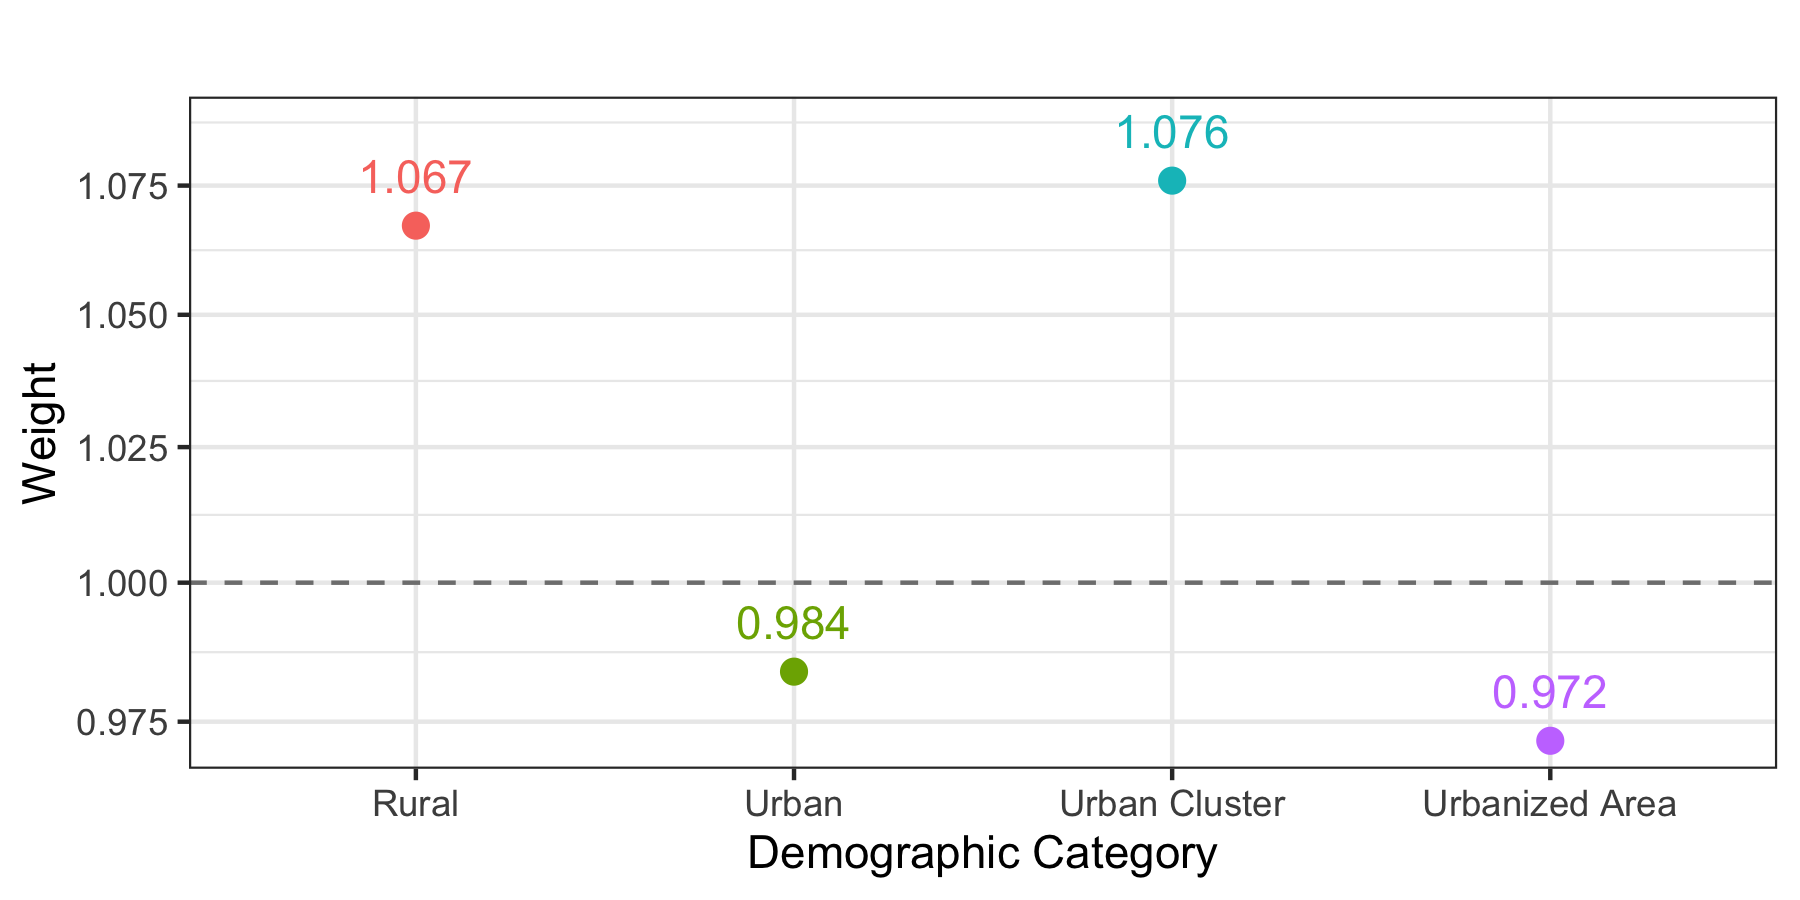 1.076
1.067
1.075
1.050
1.025
1.000
0.984
0.972
0.975
Weight
Rural
Urban
Urban Cluster
Urbanized Area
Demographic Category